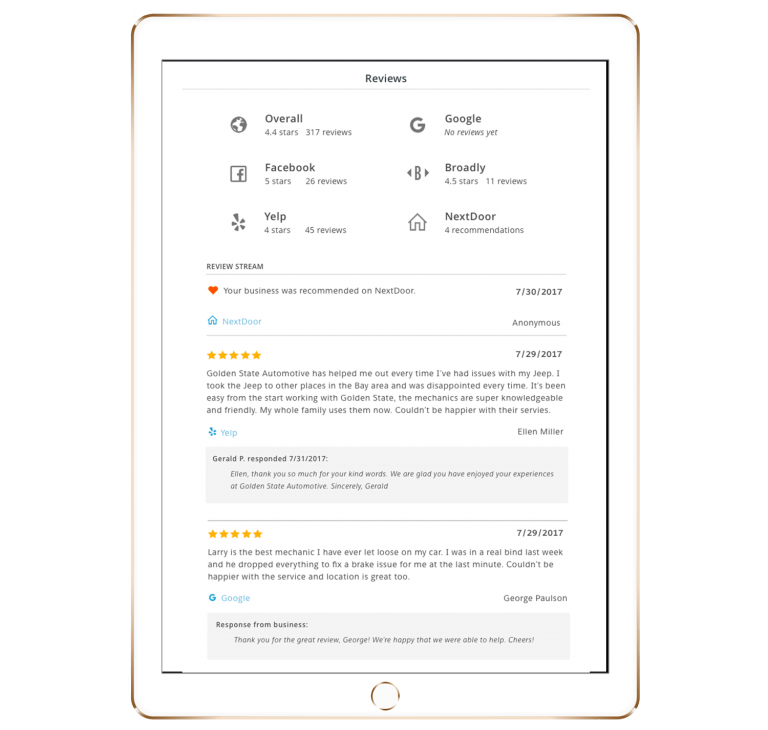 Reviews
Overall
4.4 stars 317 reviews
Google
No reviews yet
Facebook
5 stars 26 reviews
Broadly
4.5 stars 11 reviews
Yelp
4 stars 45 reviews
NextDoor
4 recommendations
REVIEW STREAM
Your business was recommended on NextDoor. 7/30/2017
NextDoor Anonymous
7/29/2017
Golden State Automotive has helped me out every time I've had issues with my Jeep. I
took the Jeep to other places in the Bay area and was disappointed every time. It's been
easy from the start working with Golden State, the mechanics are super knowledgeable
and friendly. My whole family uses them now. Couldn't be happier with their servies.
Yelp Ellen Miller
Gerald P. responded 7/31/2017:
Ellen, thank you so much for your kind words. We are glad you have enjoyed your experiences
at Golden State Automotive. Sincerely, Gerald
7/29/2017
Larry is the best mechanic I have ever let loose on my car. I was in a real bind last week
and he dropped everything to fix a brake issue for me at the last minute. Couldn't be
happier with the service and location is great too.
Google George Paulson
Response from business:
Thank you for the great review, George! We're happy that we were able to help. Cheers!